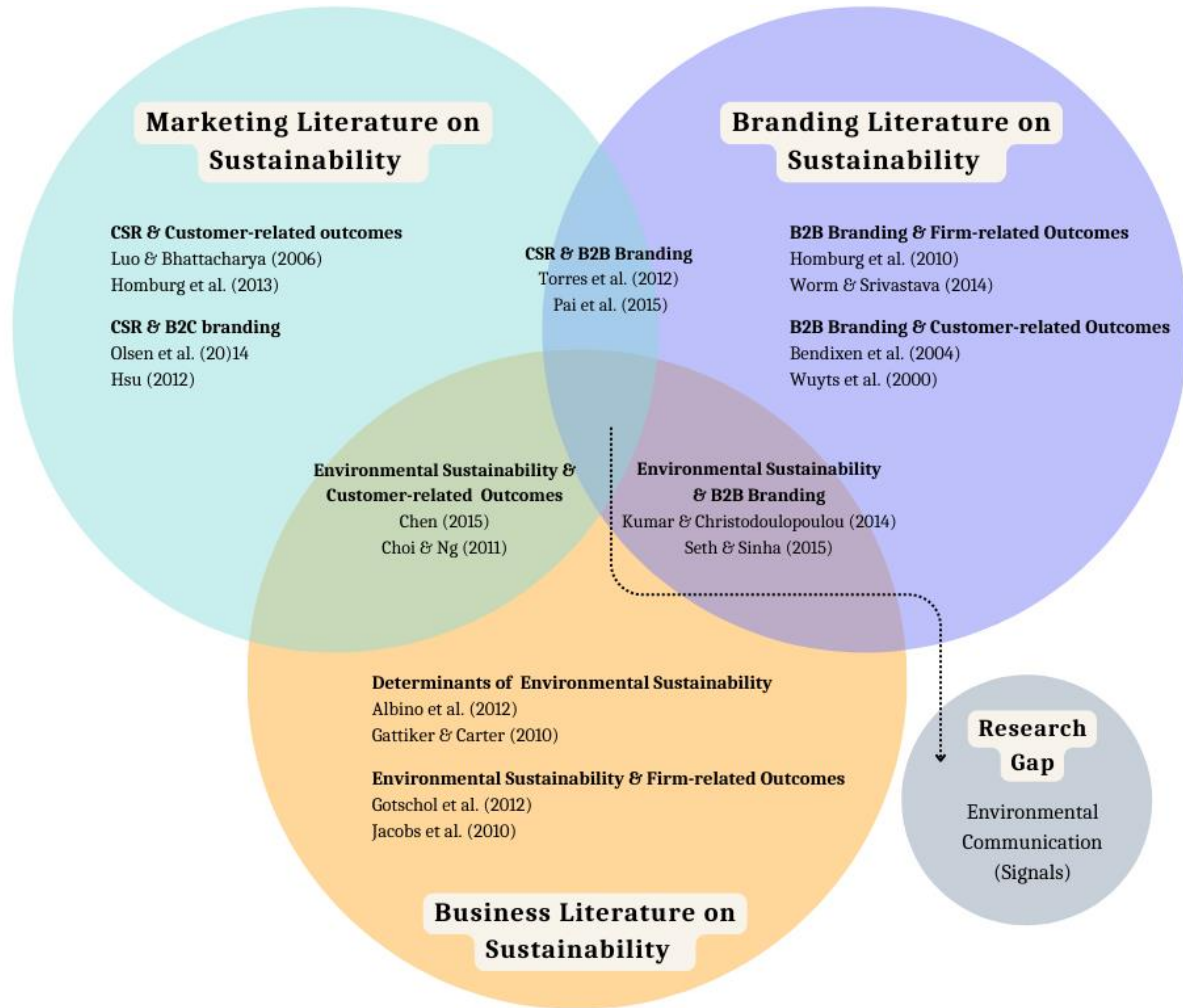 Marketing Literature on
Sustainability
CSR & Customer-related outcomes
Luo & Bhattacharya (2006)
Homburg et al. (2013)
CSR & B2C branding
Olsen et al. (20)14
Hsu (2012)
CSR & B2B Branding
Torres et al. (2012)
Pai et al. (2015)
Branding Literature on
Sustainability
B2B Branding & Firm-related Outcomes
Homburg et al. (2010)
Worm & Srivastava (2014)
B2B Branding & Customer-related Outcomes
Bendixen et al. (2004)
Wuyts et al. (2000)
Environmental Sustainability &
Customer-related Outcomes
Chen (2015)
Choi & Ng (2011)
Environmental Sustainability
& B2B Branding
Kumar & Christodoulopoulou (2014)
Seth & Sinha (2015)
Determinants of Environmental Sustainability
Albino et al. (2012)
Gattiker & Carter (2010)
Environmental Sustainability & Firm-related Outcomes
Gotschol et al. (2012)
Jacobs et al. (2010)
Business Literature on
Sustainability
Research
Gap
Environmental
Communication
(Signals)